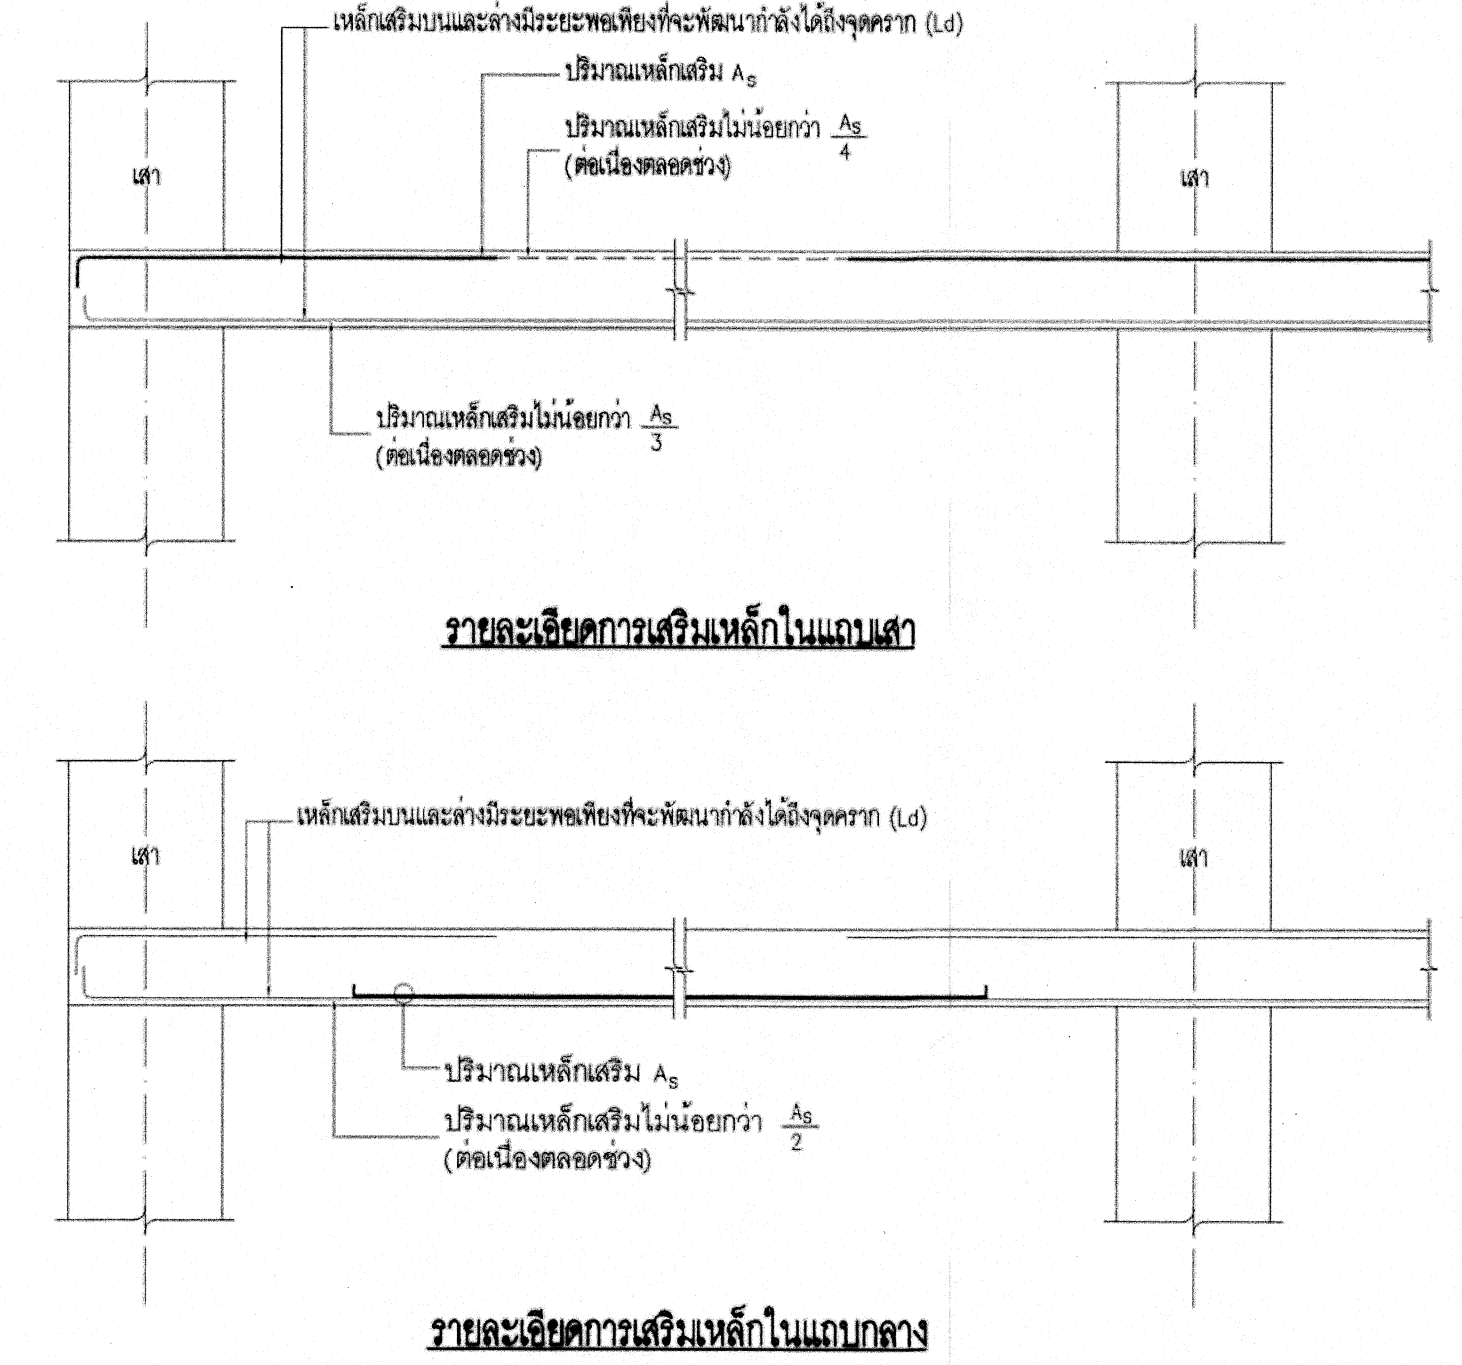 เหล็กเสริมบนและล่างมีระยะพอเพียงที่จะพัฒนากำลังได้ถึงจุดคราก (Ld)
ปริมาณเหล็กเสริม As
ปริมาณเหล็กเสริมไม่น้อยกว่า As/4
(ต่อเนื่องตลอดช่วง)
เสา
เสา
ปริมาณเหล็กเสริมไม่น้อยกว่า As/3
(ต่อเนื่องตลอดช่วง)
รายละเอียดการเสริมเหล็กในแถบเสา
เหล็กเสริมบนและล่างมีระยะพอเพียงที่จะพัฒนากำลังได้ถึงจุดคราก (Ld)
เสา
เสา
ปริมาณเหล็กเสริม As
ปริมาณเหล็กเสริมไม่น้อยกว่า As/2
(ต่อเนื่องตลอดช่วง)
รายละเอียดการเสริมเหล็กในแถบกลาง